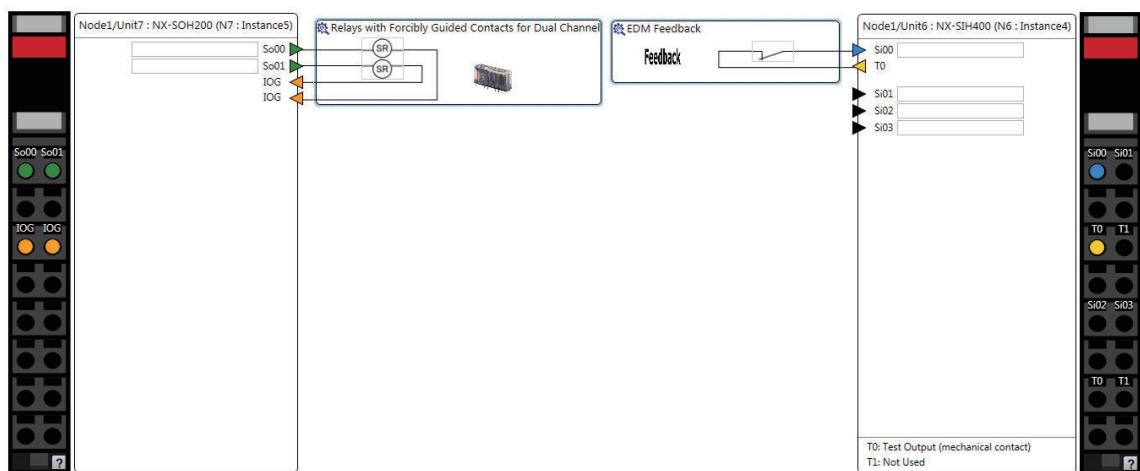 Node1/Unit7 : NX-SOH200 (N7 : Instance5)
So00
So01
IOG
IOG
Relays with Forcibly Guided Contacts for Dual Channel
SR
SR
EDM Feedback
Feedback
Node1/Unit6 : NX-SIH400 (N6 : Instance4)
Si00
T0
Si01
Si02
Si03
T0: Test Output (mechanical contact)
T1: Not Used
So00 So01
IOG IOG
?
Si00 Si01
T0 T1
Si02 Si03
T0 T1
?